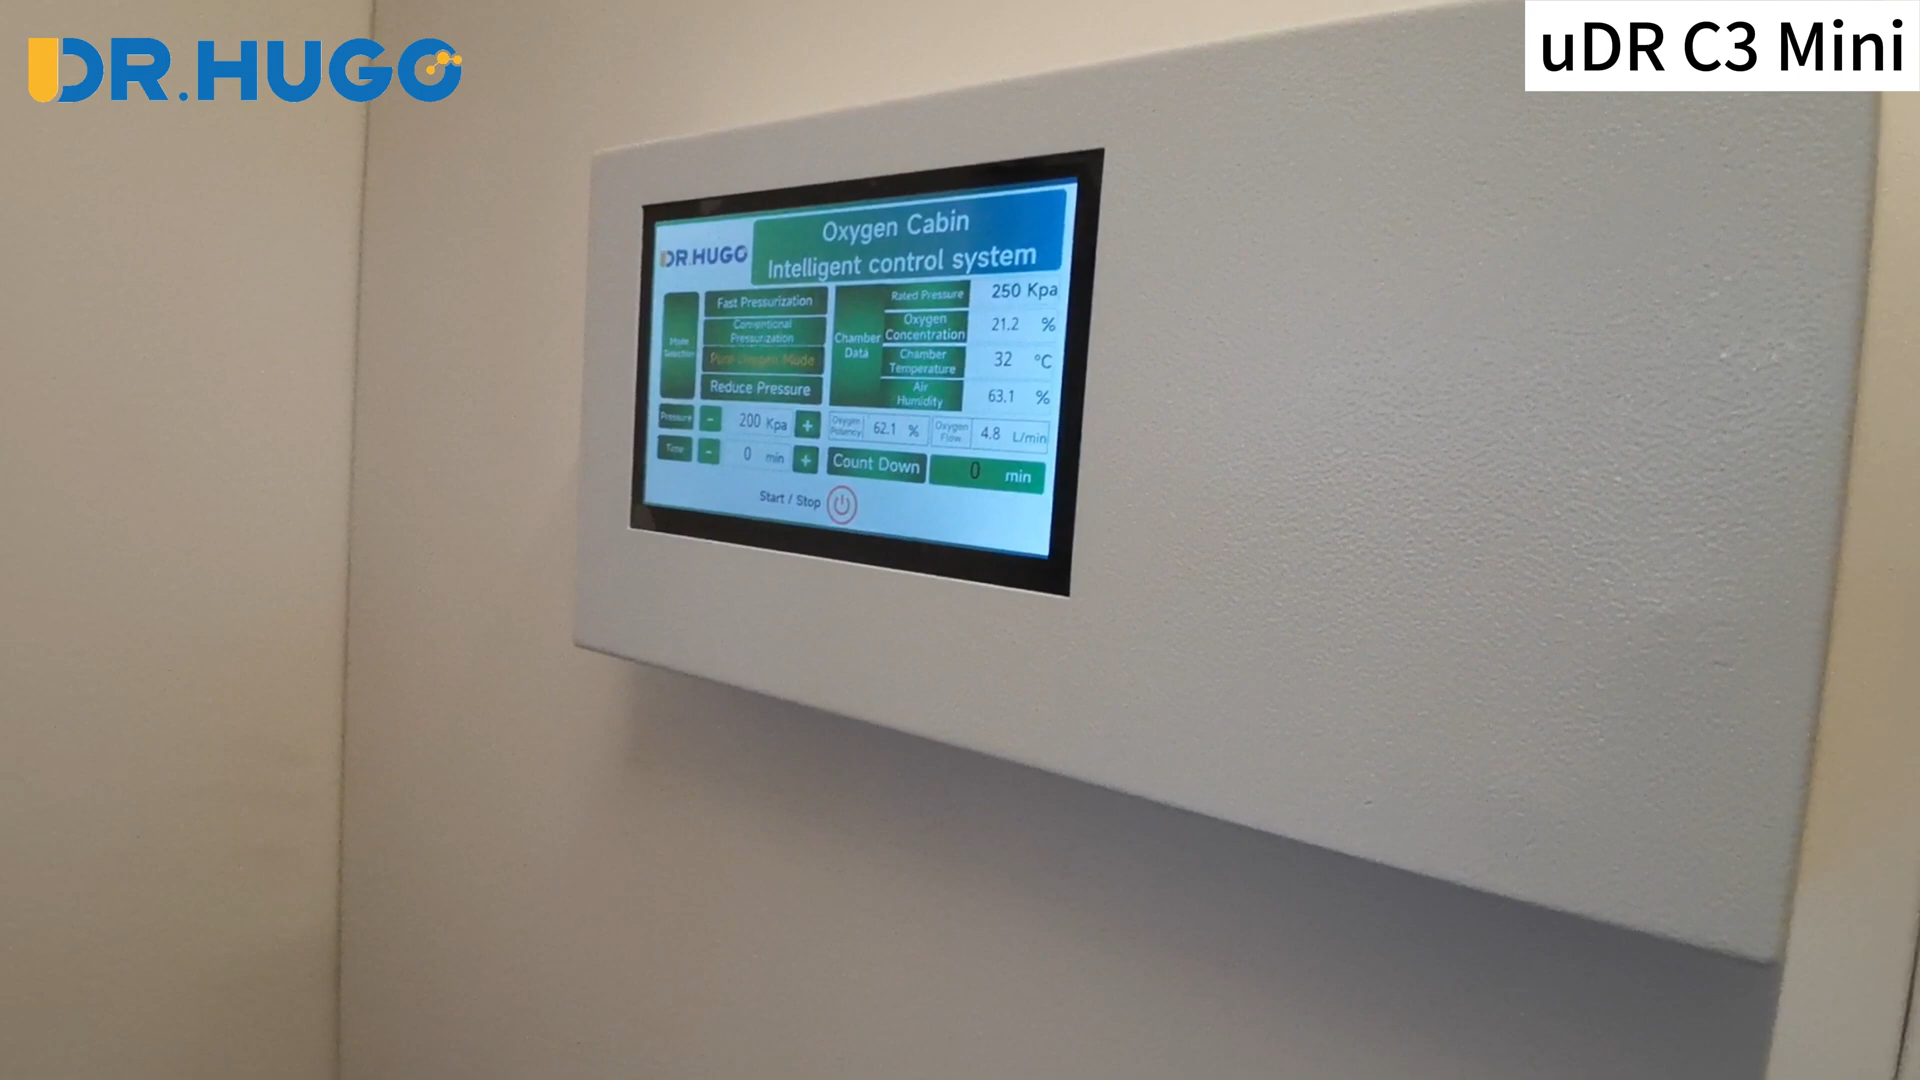 DR.HUGO
uDR C3 Mini
DR.HUGO
Oxygen Cabin
Intelligent control system
Mode
Selection
Fast Pressurization
Conventional
Pressurization
Pure Oxygen Mode
Reduce Pressure
Chamber
Data
Rated Pressure
250 Kpa
Oxygen
Concentration
21.2 %
Chamber
Temperature
32 °C
Air
Humidity
63.1 %
Pressure
-
200 Kpa
+
Oxygen
62.1 %
Oxygen
Flow
4.8 L/min
Time
-
0 min
+
Count Down
0 min
Start / Stop